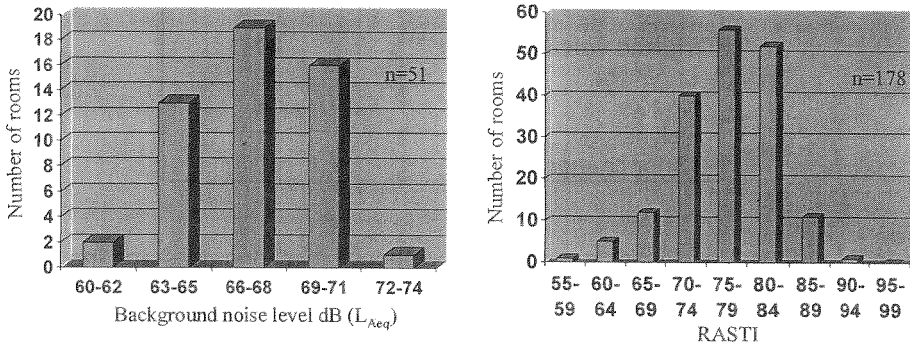 20
18
16
14
12
10
8
6
4
2
0
Number of rooms
n=51
60-62 63-65 66-68 69-71 72-74
Background noise level dB (L_Aeq)
60
50
40
30
20
10
0
Number of rooms
n=178
55-59 60-64 65-69 70-74 75-79 80-84 85-89 90-94 95-99
RASTI